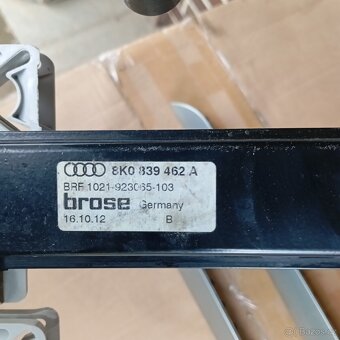 8K0 839 462 A
BRF 1021-923065-103
brose Germany
16.10.12 B